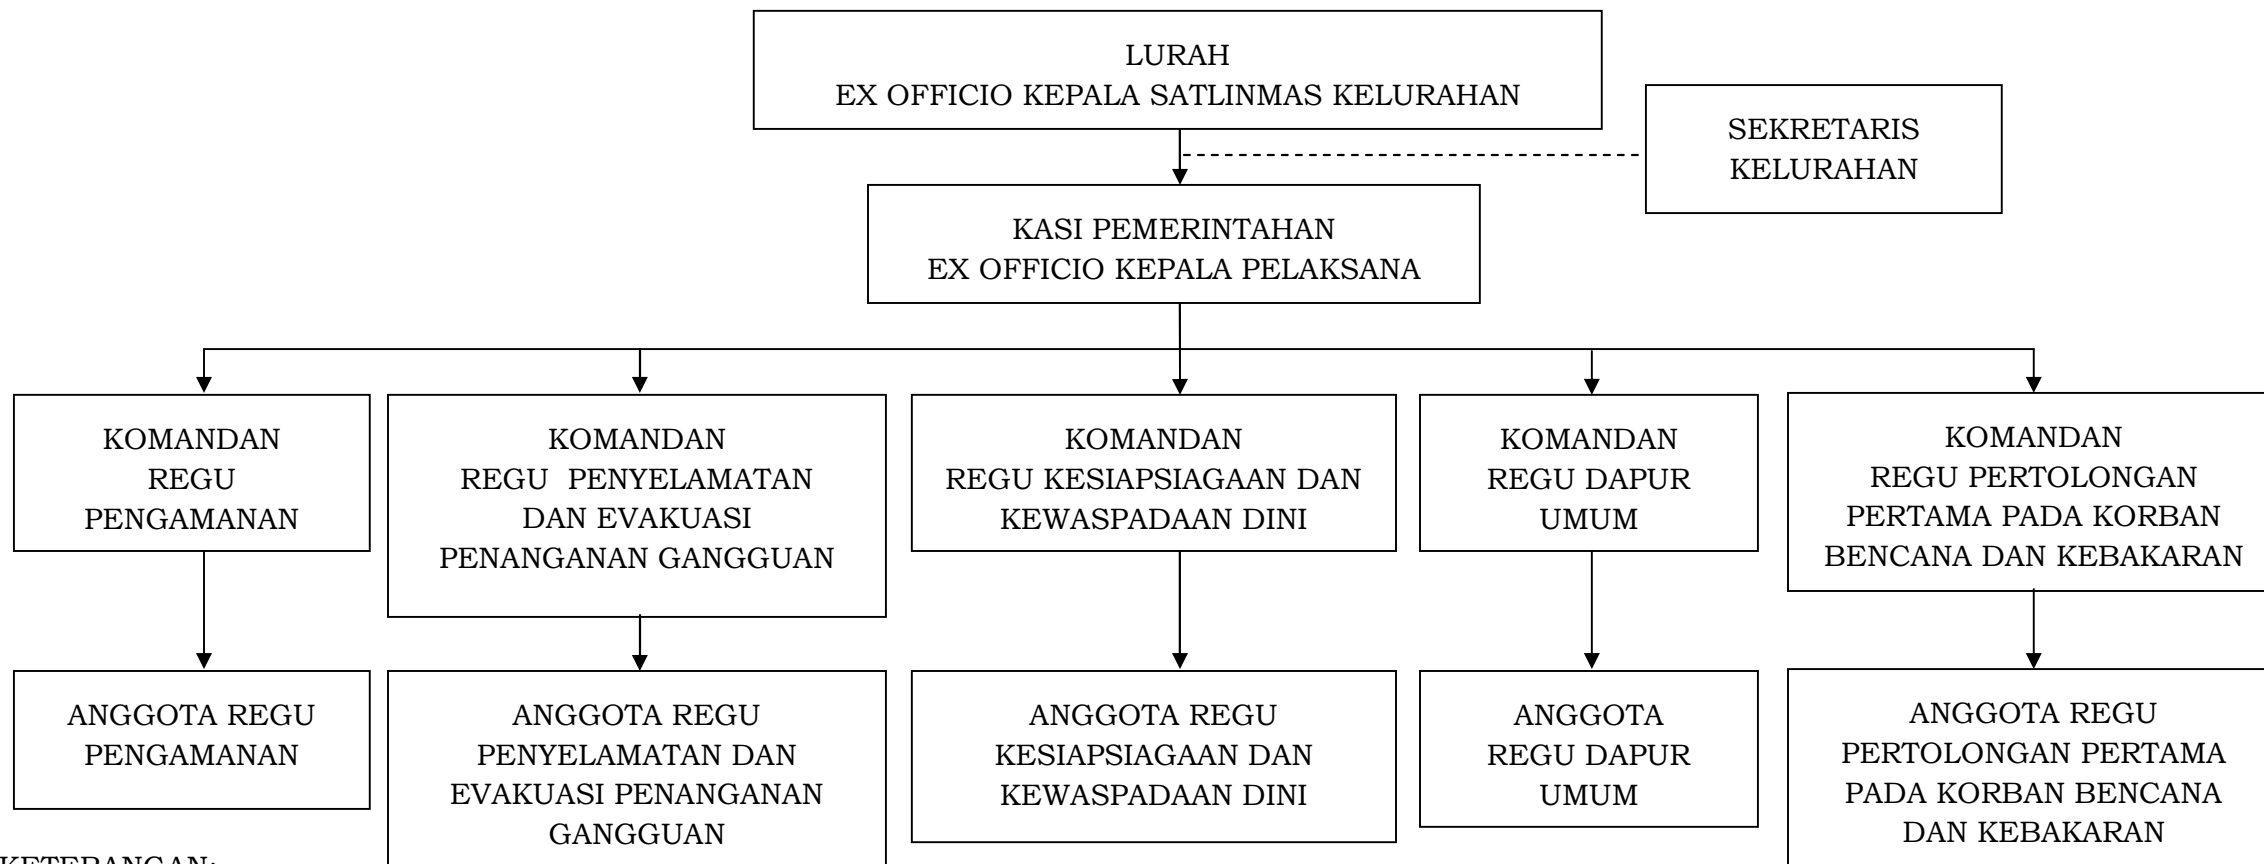 LURAH
EX OFFICIO KEPALA SATLINMAS KELURAHAN
SEKRETARIS
KELURAHAN
KASI PEMERINTAHAN
EX OFFICIO KEPALA PELAKSANA
KOMANDAN
REGU
PENGAMANAN
KOMANDAN
REGU  PENYELAMATAN
DAN EVAKUASI
PENANGANAN GANGGUAN
KOMANDAN
REGU KESIAPSIAGAAN DAN
KEWASPADAAN DINI
KOMANDAN
REGU DAPUR
UMUM
KOMANDAN
REGU PERTOLONGAN
PERTAMA PADA KORBAN
BENCANA DAN KEBAKARAN
ANGGOTA REGU
PENGAMANAN
ANGGOTA REGU
PENYELAMATAN DAN
EVAKUASI PENANGANAN
GANGGUAN
ANGGOTA REGU
KESIAPSIAGAAN DAN
KEWASPADAAN DINI
ANGGOTA
REGU DAPUR
UMUM
ANGGOTA REGU
PERTOLONGAN PERTAMA
PADA KORBAN BENCANA
DAN KEBAKARAN
KETERANGAN: